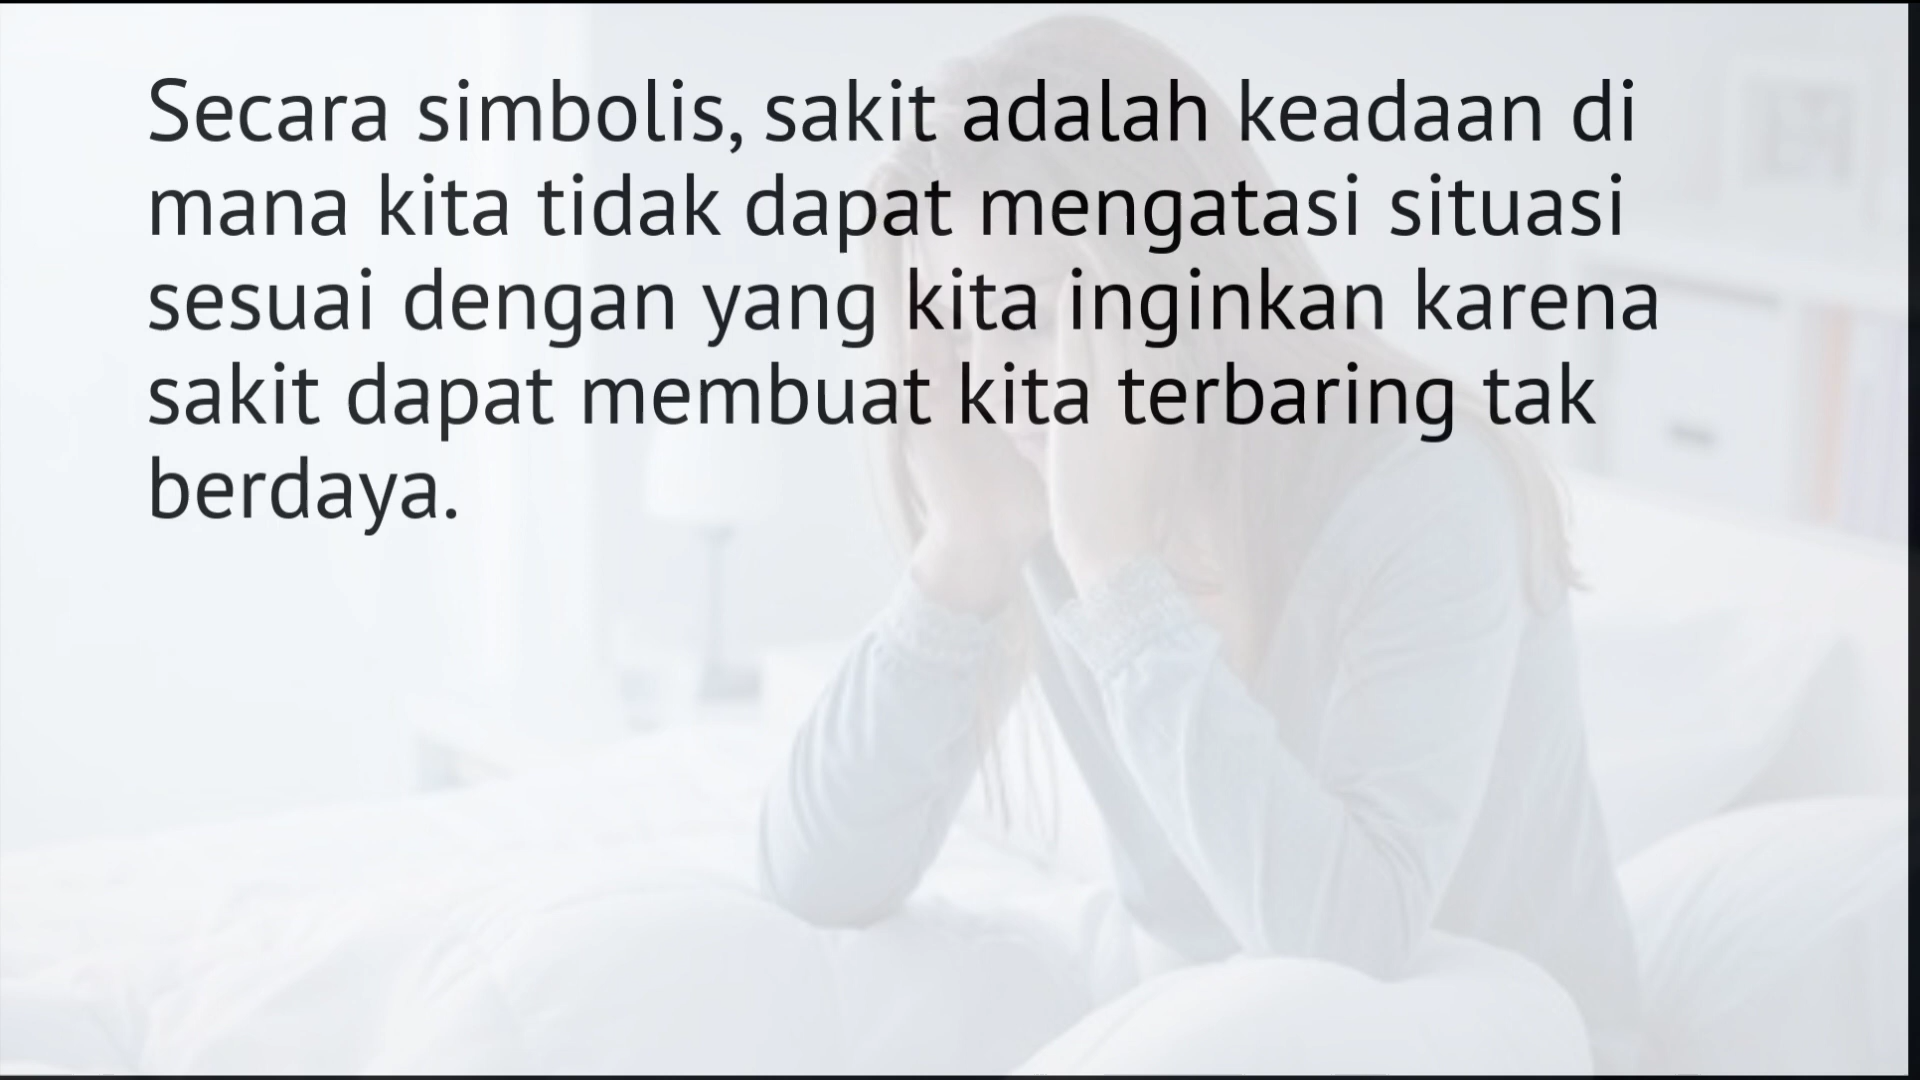 Secara simbolis, sakit adalah keadaan di
mana kita tidak dapat mengatasi situasi
sesuai dengan yang kita inginkan karena
sakit dapat membuat kita terbaring tak
berdaya.